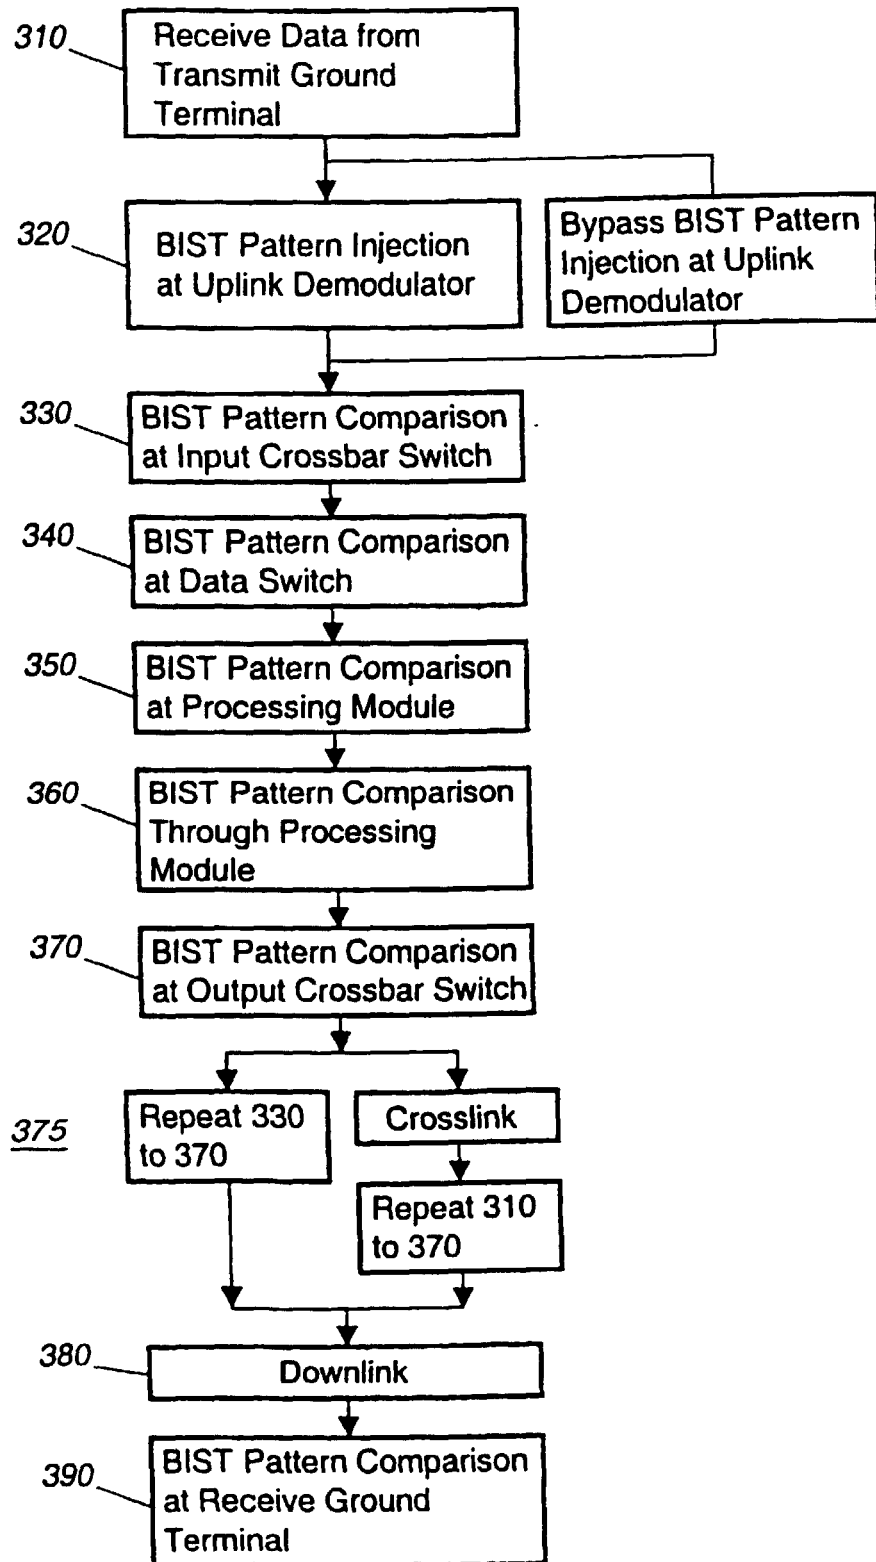 310
Receive Data from
Transmit Ground
Terminal
320
BIST Pattern Injection
at Uplink Demodulator
Bypass BIST Pattern
Injection at Uplink
Demodulator
330
BIST Pattern Comparison
at Input Crossbar Switch
340
BIST Pattern Comparison
at Data Switch
350
BIST Pattern Comparison
at Processing Module
360
BIST Pattern Comparison
Through Processing
Module
370
BIST Pattern Comparison
at Output Crossbar Switch
375
Repeat 330
to 370
Crosslink
Repeat 310
to 370
380
Downlink
390
BIST Pattern Comparison
at Receive Ground
Terminal